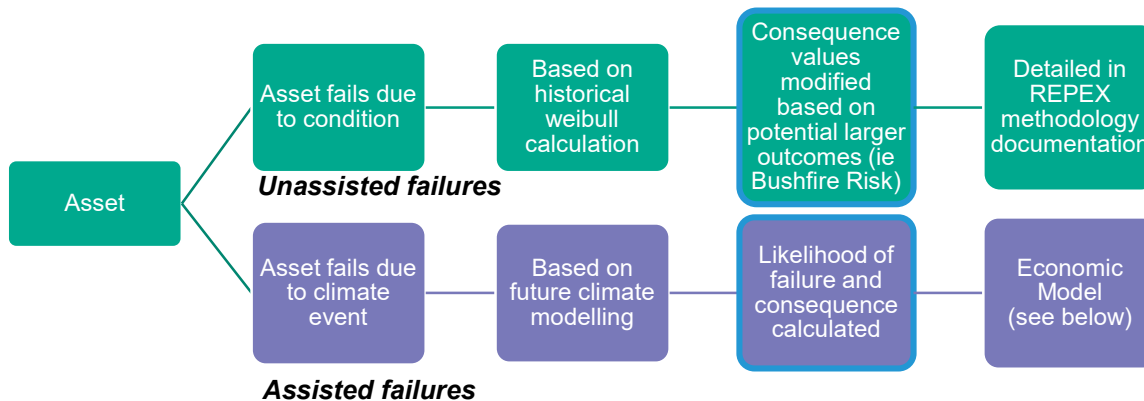 Asset
Asset fails due
to condition
Based on
historical
weibull
calculation
Consequence
values
modified
based on
potential larger
outcomes (ie
Bushfire Risk)
Detailed in
REPEX
methodology
documentation
Unassisted failures
Asset fails due
to climate
event
Based on
future climate
modelling
Likelihood of
failure and
consequence
calculated
Economic
Model
(see below)
Assisted failures